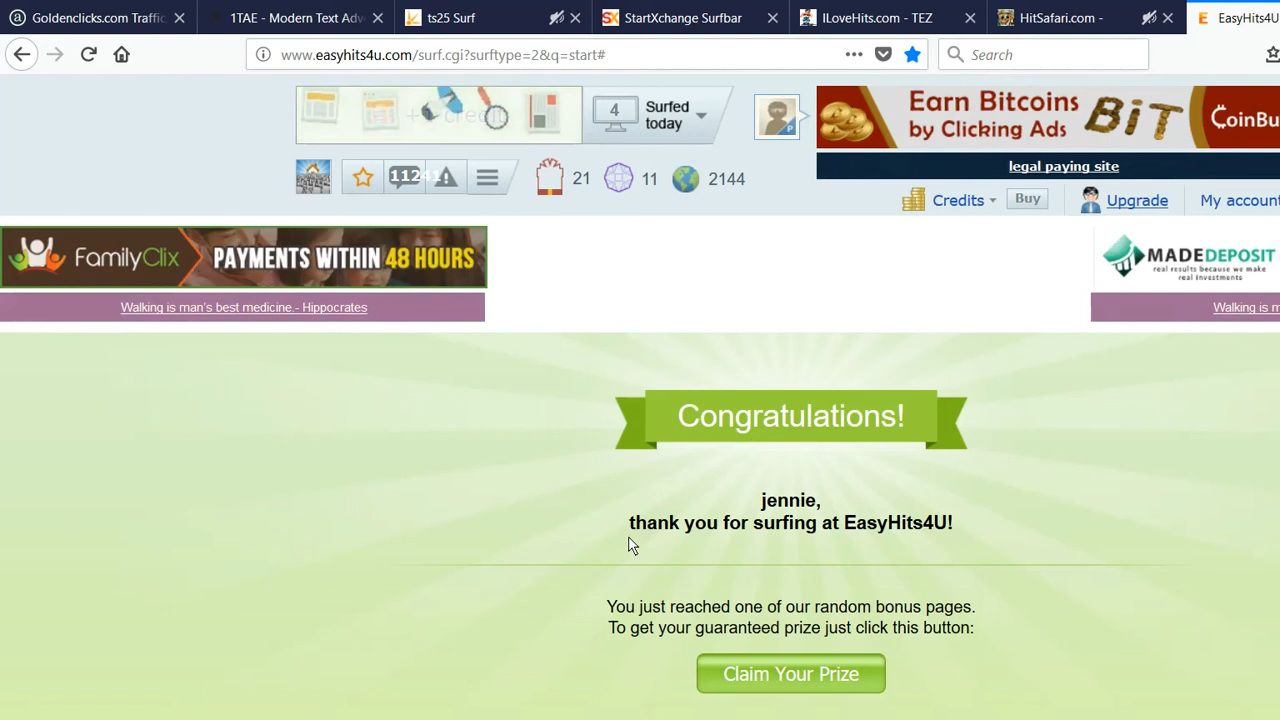 Goldenclicks.com Traffic
1TAE - Modern Text Adv
ts25 Surf
StartXchange Surfbar
ILoveHits.com - TEZ
HitSafari.com -
EasyHits4U
www.easyhits4u.com/surf.cgi?surftype=2&q=start#
Search
4
Surfed
today
Earn Bitcoins
by Clicking Ads
BiT
CoinBu
legal paying site
11241
21
11
2144
Credits
Buy
Upgrade
My account
FamilyClix
PAYMENTS WITHIN 48 HOURS
MADEDEPOSIT
real results because we make
real investments
Walking is man's best medicine.- Hippocrates
Walking is m
Congratulations!
jennie,
thank you for surfing at EasyHits4U!
You just reached one of our random bonus pages.
To get your guaranteed prize just click this button:
Claim Your Prize